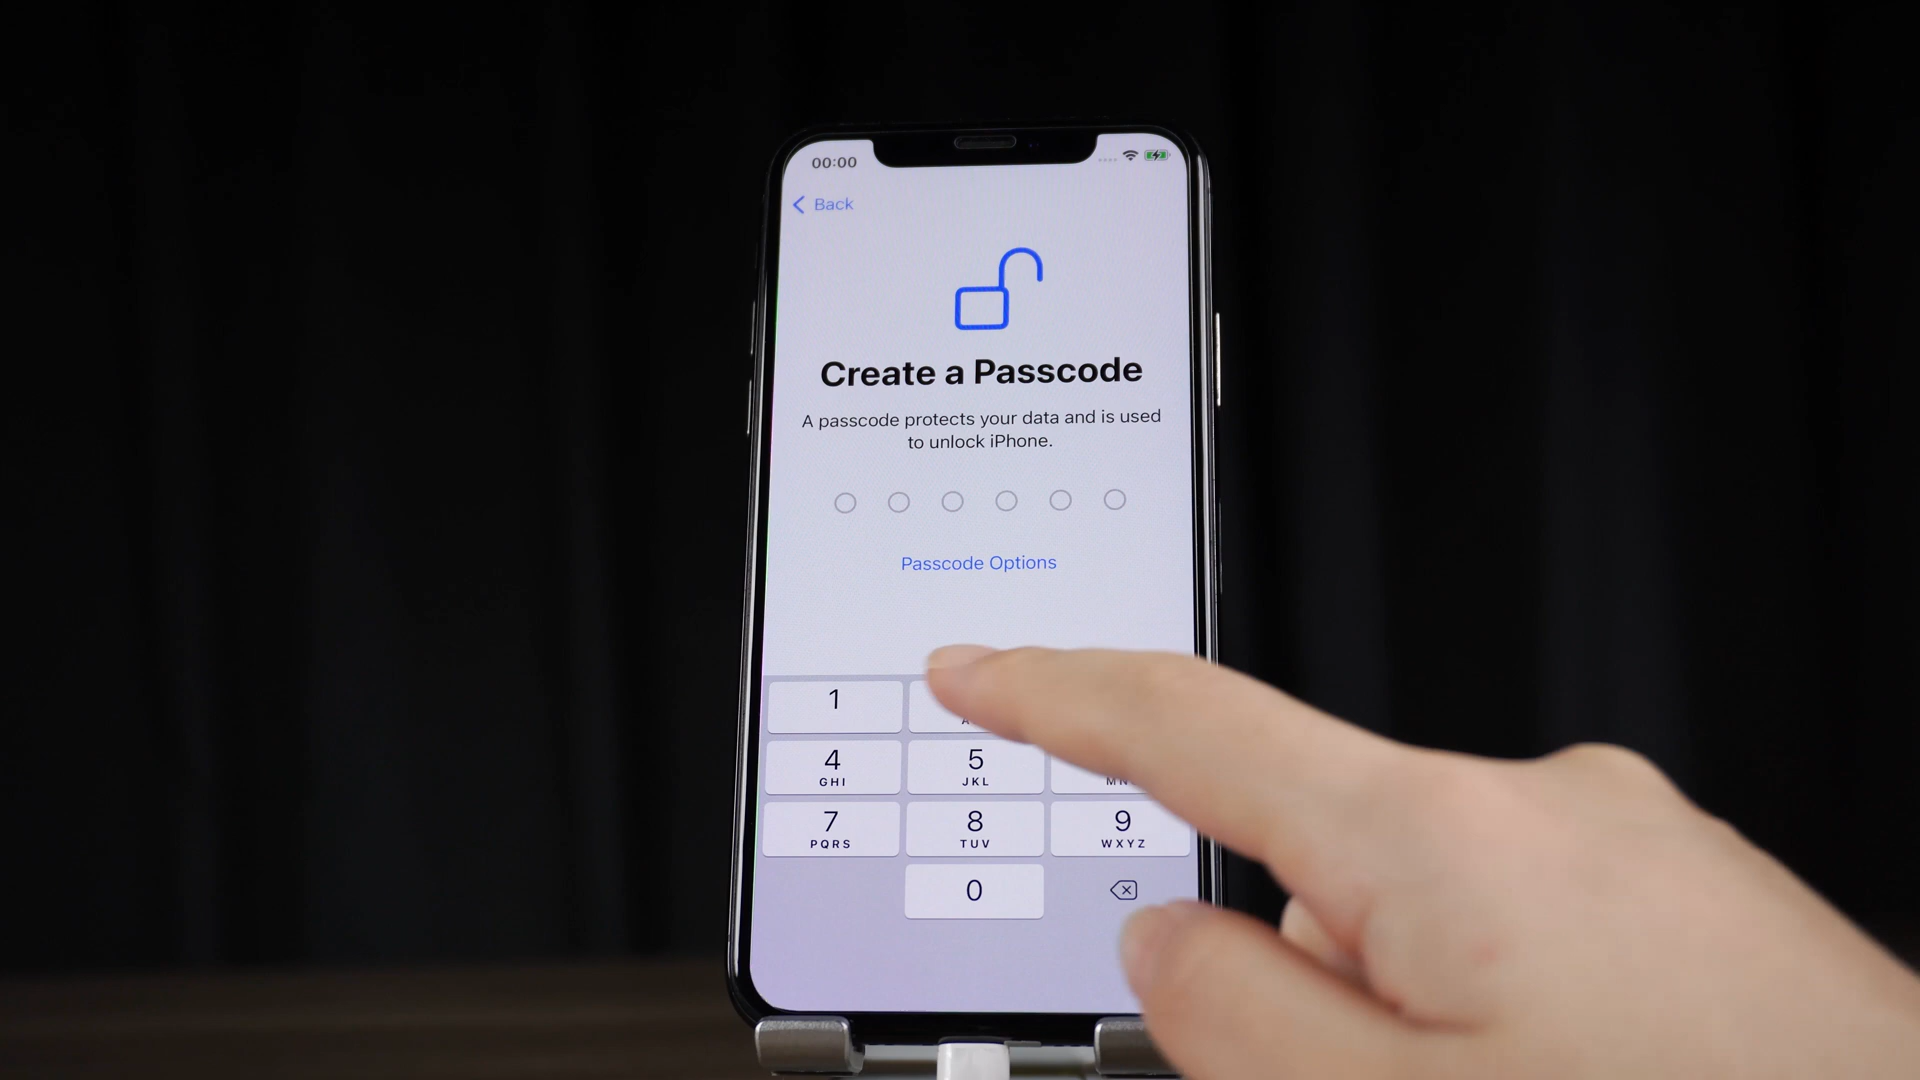 00:00
Back
Create a Passcode
A passcode protects your data and is used
to unlock iPhone.
Passcode Options
1
4
GHI
5
JKL
7
PQRS
8
TUV
9
WXYZ
0